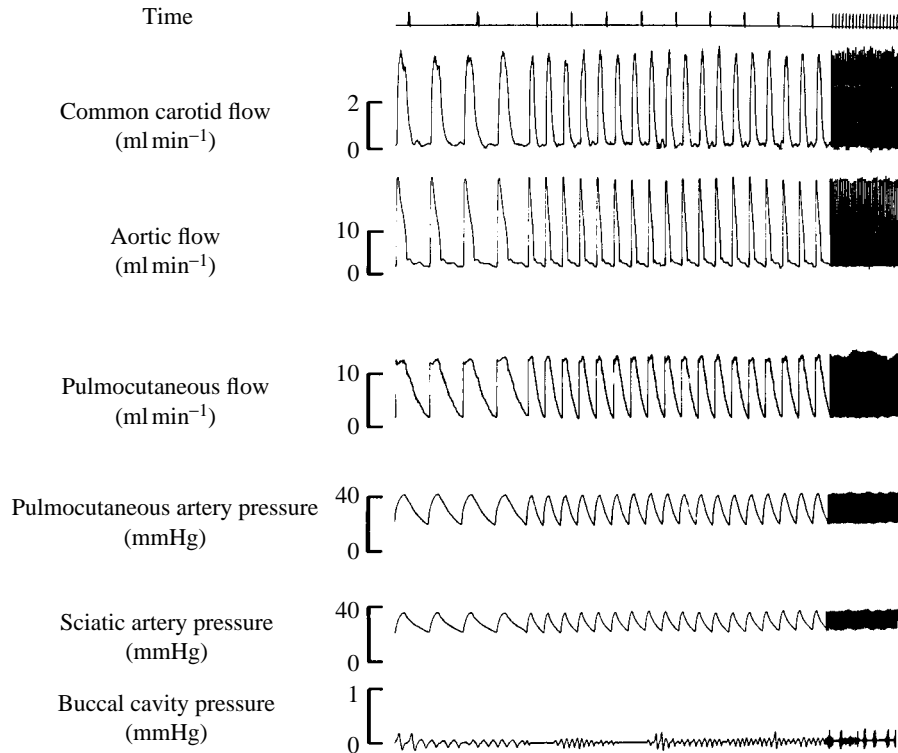 Time
Common carotid flow
(ml min⁻¹)
2
0
Aortic flow
(ml min⁻¹)
10
0
Pulmocutaneous flow
(ml min⁻¹)
10
0
Pulmocutaneous artery pressure
(mmHg)
40
0
Sciatic artery pressure
(mmHg)
40
0
Buccal cavity pressure
(mmHg)
1
0